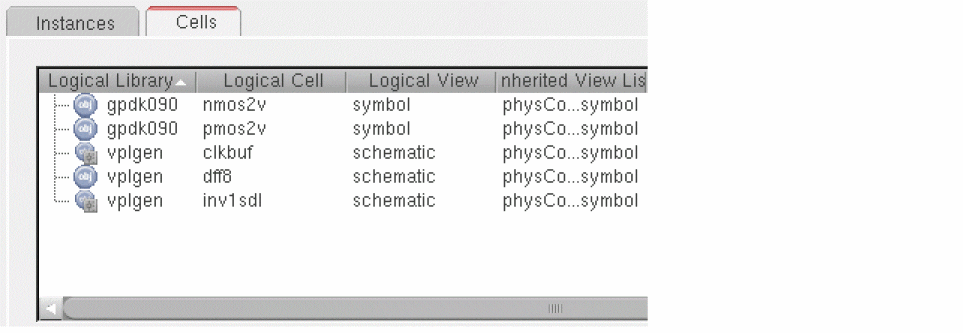 Instances Cells
Logical Library Logical Cell Logical View nherited View Lis
obj gpdk090 nmos2v symbol physCo...symbol
obj gpdk090 pmos2v symbol physCo...symbol
vplgen clkbuf schematic physCo...symbol
obj vplgen dff8 schematic physCo...symbol
vplgen inv1sdl schematic physCo...symbol